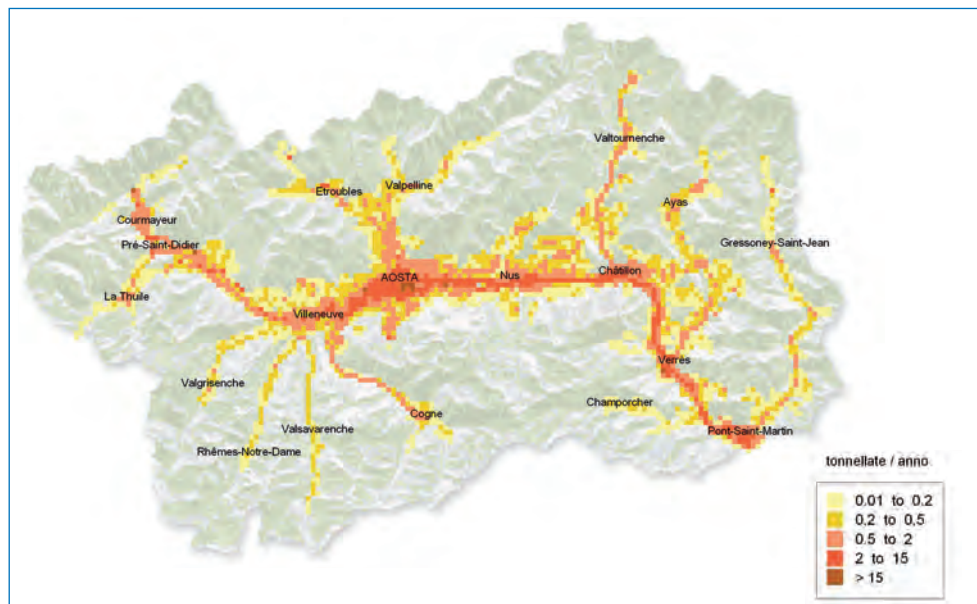 Valtournenche
Etroubles
Valpelline
Ayas
Courmayeur
Pré-Saint-Didier
Gressoney-Saint-Jean
AOSTA
Nus
Châtillon
La Thuile
Villeneuve
Verrès
Valgrisenche
Champorcher
Cogne
Valsavarenche
Pont-Saint-Martin
Rhêmes-Notre-Dame
tonnellate / anno
0.01 to 0.2
0.2 to 0.5
0.5 to 2
2 to 15
> 15